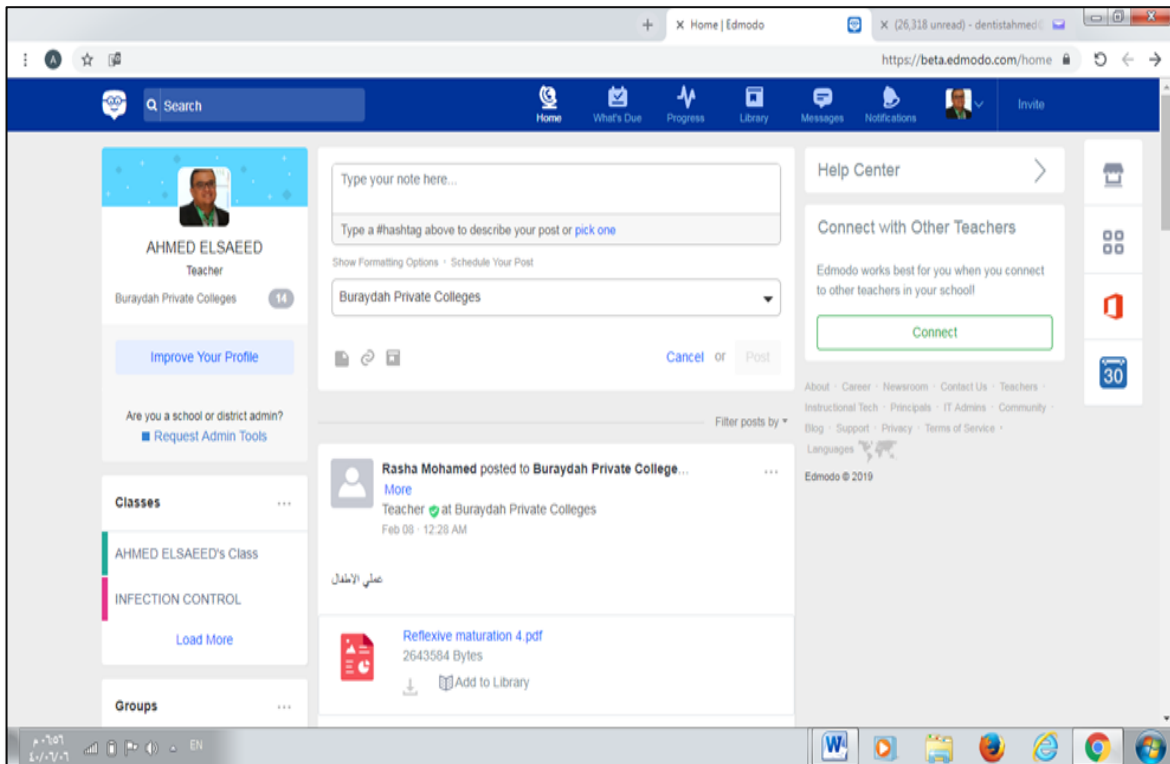 Home | Edmodo
(26,318 unread) - dentistahmed
A
https://beta.edmodo.com/home
Search
Home
What's Due
Progress
Library
Messages
Notifications
Invite
AHMED ELSAEED
Teacher
Buraydah Private Colleges 14
Improve Your Profile
Are you a school or district admin?
Request Admin Tools
Classes
AHMED ELSAEED's Class
INFECTION CONTROL
Load More
Groups
Type your note here...
Type a #hashtag above to describe your post or pick one
Show Formatting Options · Schedule Your Post
Buraydah Private Colleges
Cancel or Post
Filter posts by
Rasha Mohamed posted to Buraydah Private College...
More
Teacher at Buraydah Private Colleges
Feb 08 · 12:28 AM
عملي الاطفال
Reflexive maturation 4.pdf
2643584 Bytes
Add to Library
Help Center
Connect with Other Teachers
Edmodo works best for you when you connect
to other teachers in your school!
Connect
About · Career · Newsroom · Contact Us · Teachers ·
Instructional Tech · Principals · IT Admins · Community ·
Blog · Support · Privacy · Terms of Service ·
Languages
Edmodo © 2019
30
EN
٠٦:٥٦ م
٤٠/٠٦/٠٦